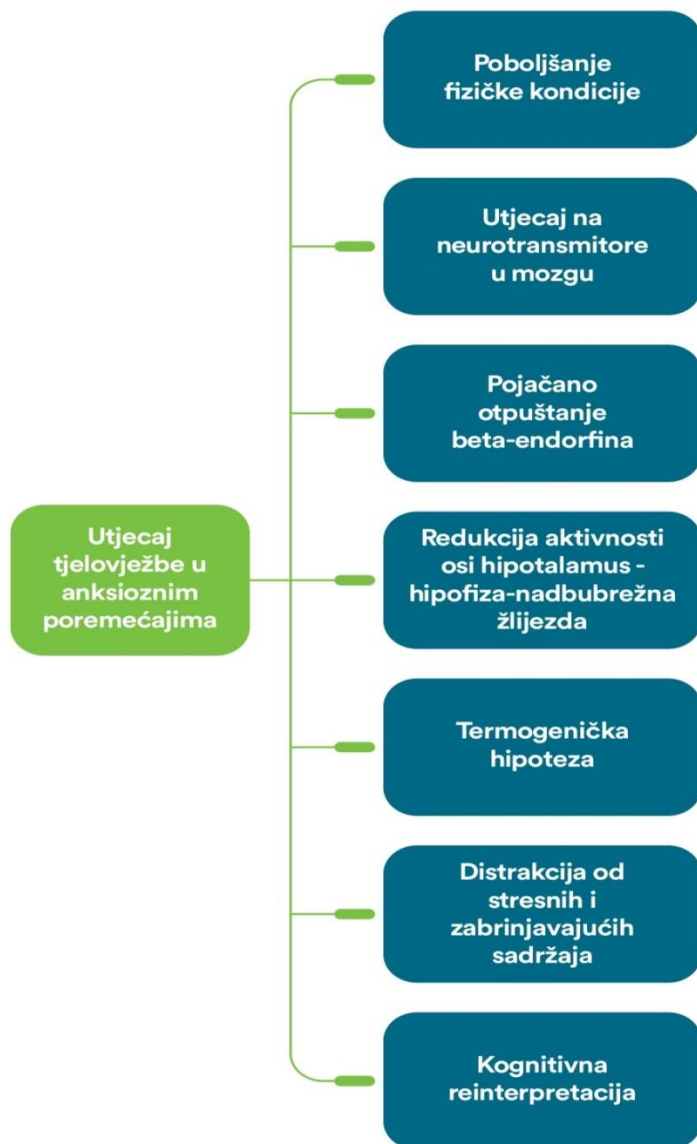 Poboljšanje
fizičke kondicije
Utjecaj na
neurotransmitore
u mozgu
Pojačano
otpuštanje
beta-endorfina
Utjecaj
tjelovježbe u
anksioznim
poremećajima
Redukcija aktivnosti
osi hipotalamus -
hipofiza-nadbubrežna
žlijezda
Termogenička
hipoteza
Distrakcija od
stresnih i
zabrinjavajućih
sadržaja
Kognitivna
reinterpretacija